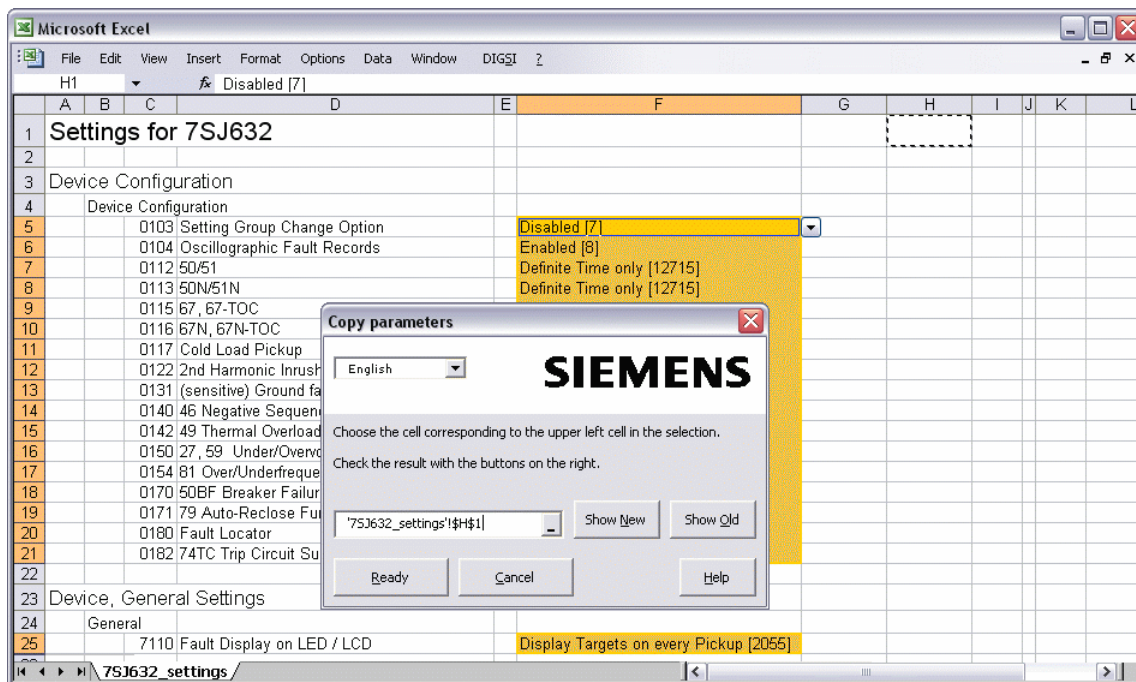 Microsoft Excel
File Edit View Insert Format Options Data Window DIGSI ?
H1 fx Disabled [7]
A B C D E F G H I J K L
1 Settings for 7SJ632
2
3 Device Configuration
4 Device Configuration
5 0103 Setting Group Change Option Disabled [7]
6 0104 Oscillographic Fault Records Enabled [8]
7 0112 50/51 Definite Time only [12715]
8 0113 50N/51N Definite Time only [12715]
9 0115 67, 67-TOC
10 0116 67N, 67N-TOC
11 0117 Cold Load Pickup
12 0122 2nd Harmonic Inrush
13 0131 (sensitive) Ground fa
14 0140 46 Negative Sequen
15 0142 49 Thermal Overload
16 0150 27, 59 Under/Overvo
17 0154 81 Over/Underfreque
18 0170 50BF Breaker Failur
19 0171 79 Auto-Reclose Fu
20 0180 Fault Locator
21 0182 74TC Trip Circuit Su
22
23 Device, General Settings
24 General
25 7110 Fault Display on LED / LCD Display Targets on every Pickup [2055]
7SJ632_settings
Copy parameters
English
SIEMENS
Choose the cell corresponding to the upper left cell in the selection.
Check the result with the buttons on the right.
'7SJ632_settings'!$H$1
Show New Show Old
Ready Cancel Help